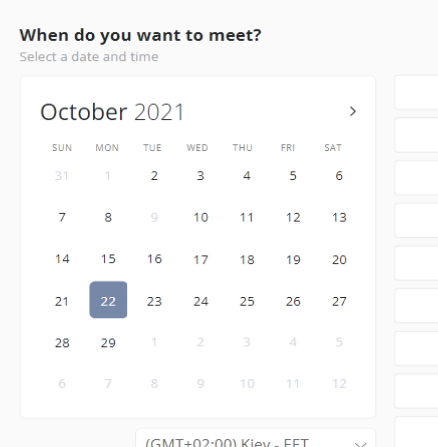 When do you want to meet?
Select a date and time
October 2021
SUN MON TUE WED THU FRI SAT
31 1 2 3 4 5 6
7 8 9 10 11 12 13
14 15 16 17 18 19 20
21 22 23 24 25 26 27
28 29 1 2 3 4 5
6 7 8 9 10 11 12
(GMT+02:00) Kiev - EET